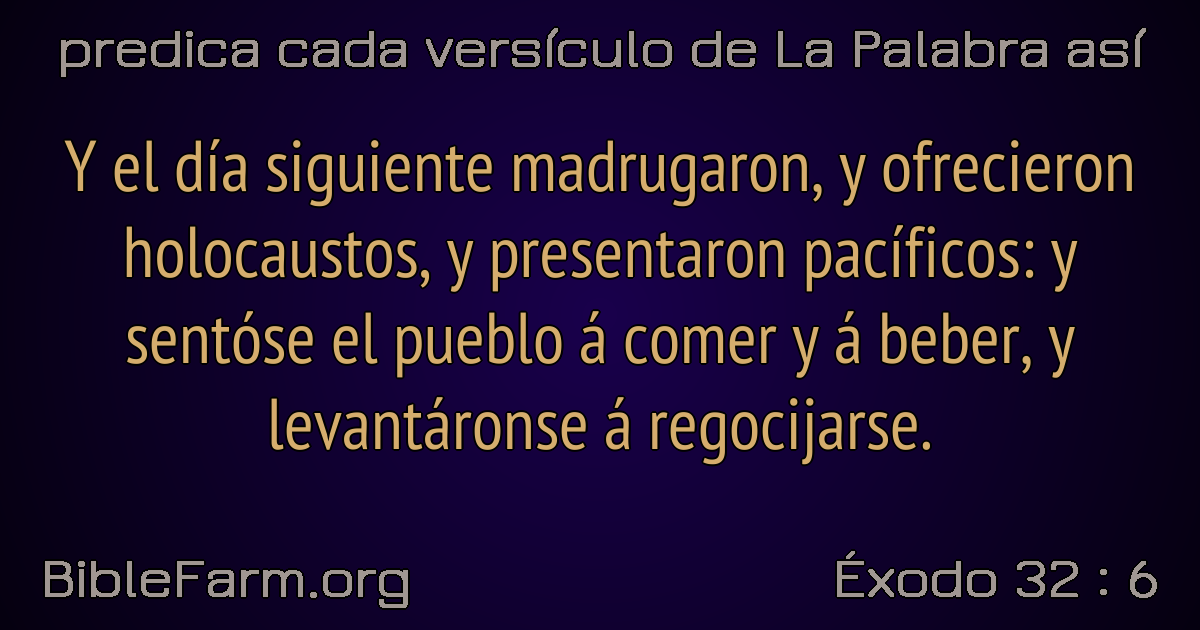 predica cada versículo de La Palabra así
Y el día siguiente madrugaron, y ofrecieron
holocaustos, y presentaron pacíficos: y
sentóse el pueblo á comer y á beber, y
levantáronse á regocijarse.
BibleFarm.org
Éxodo 32 : 6